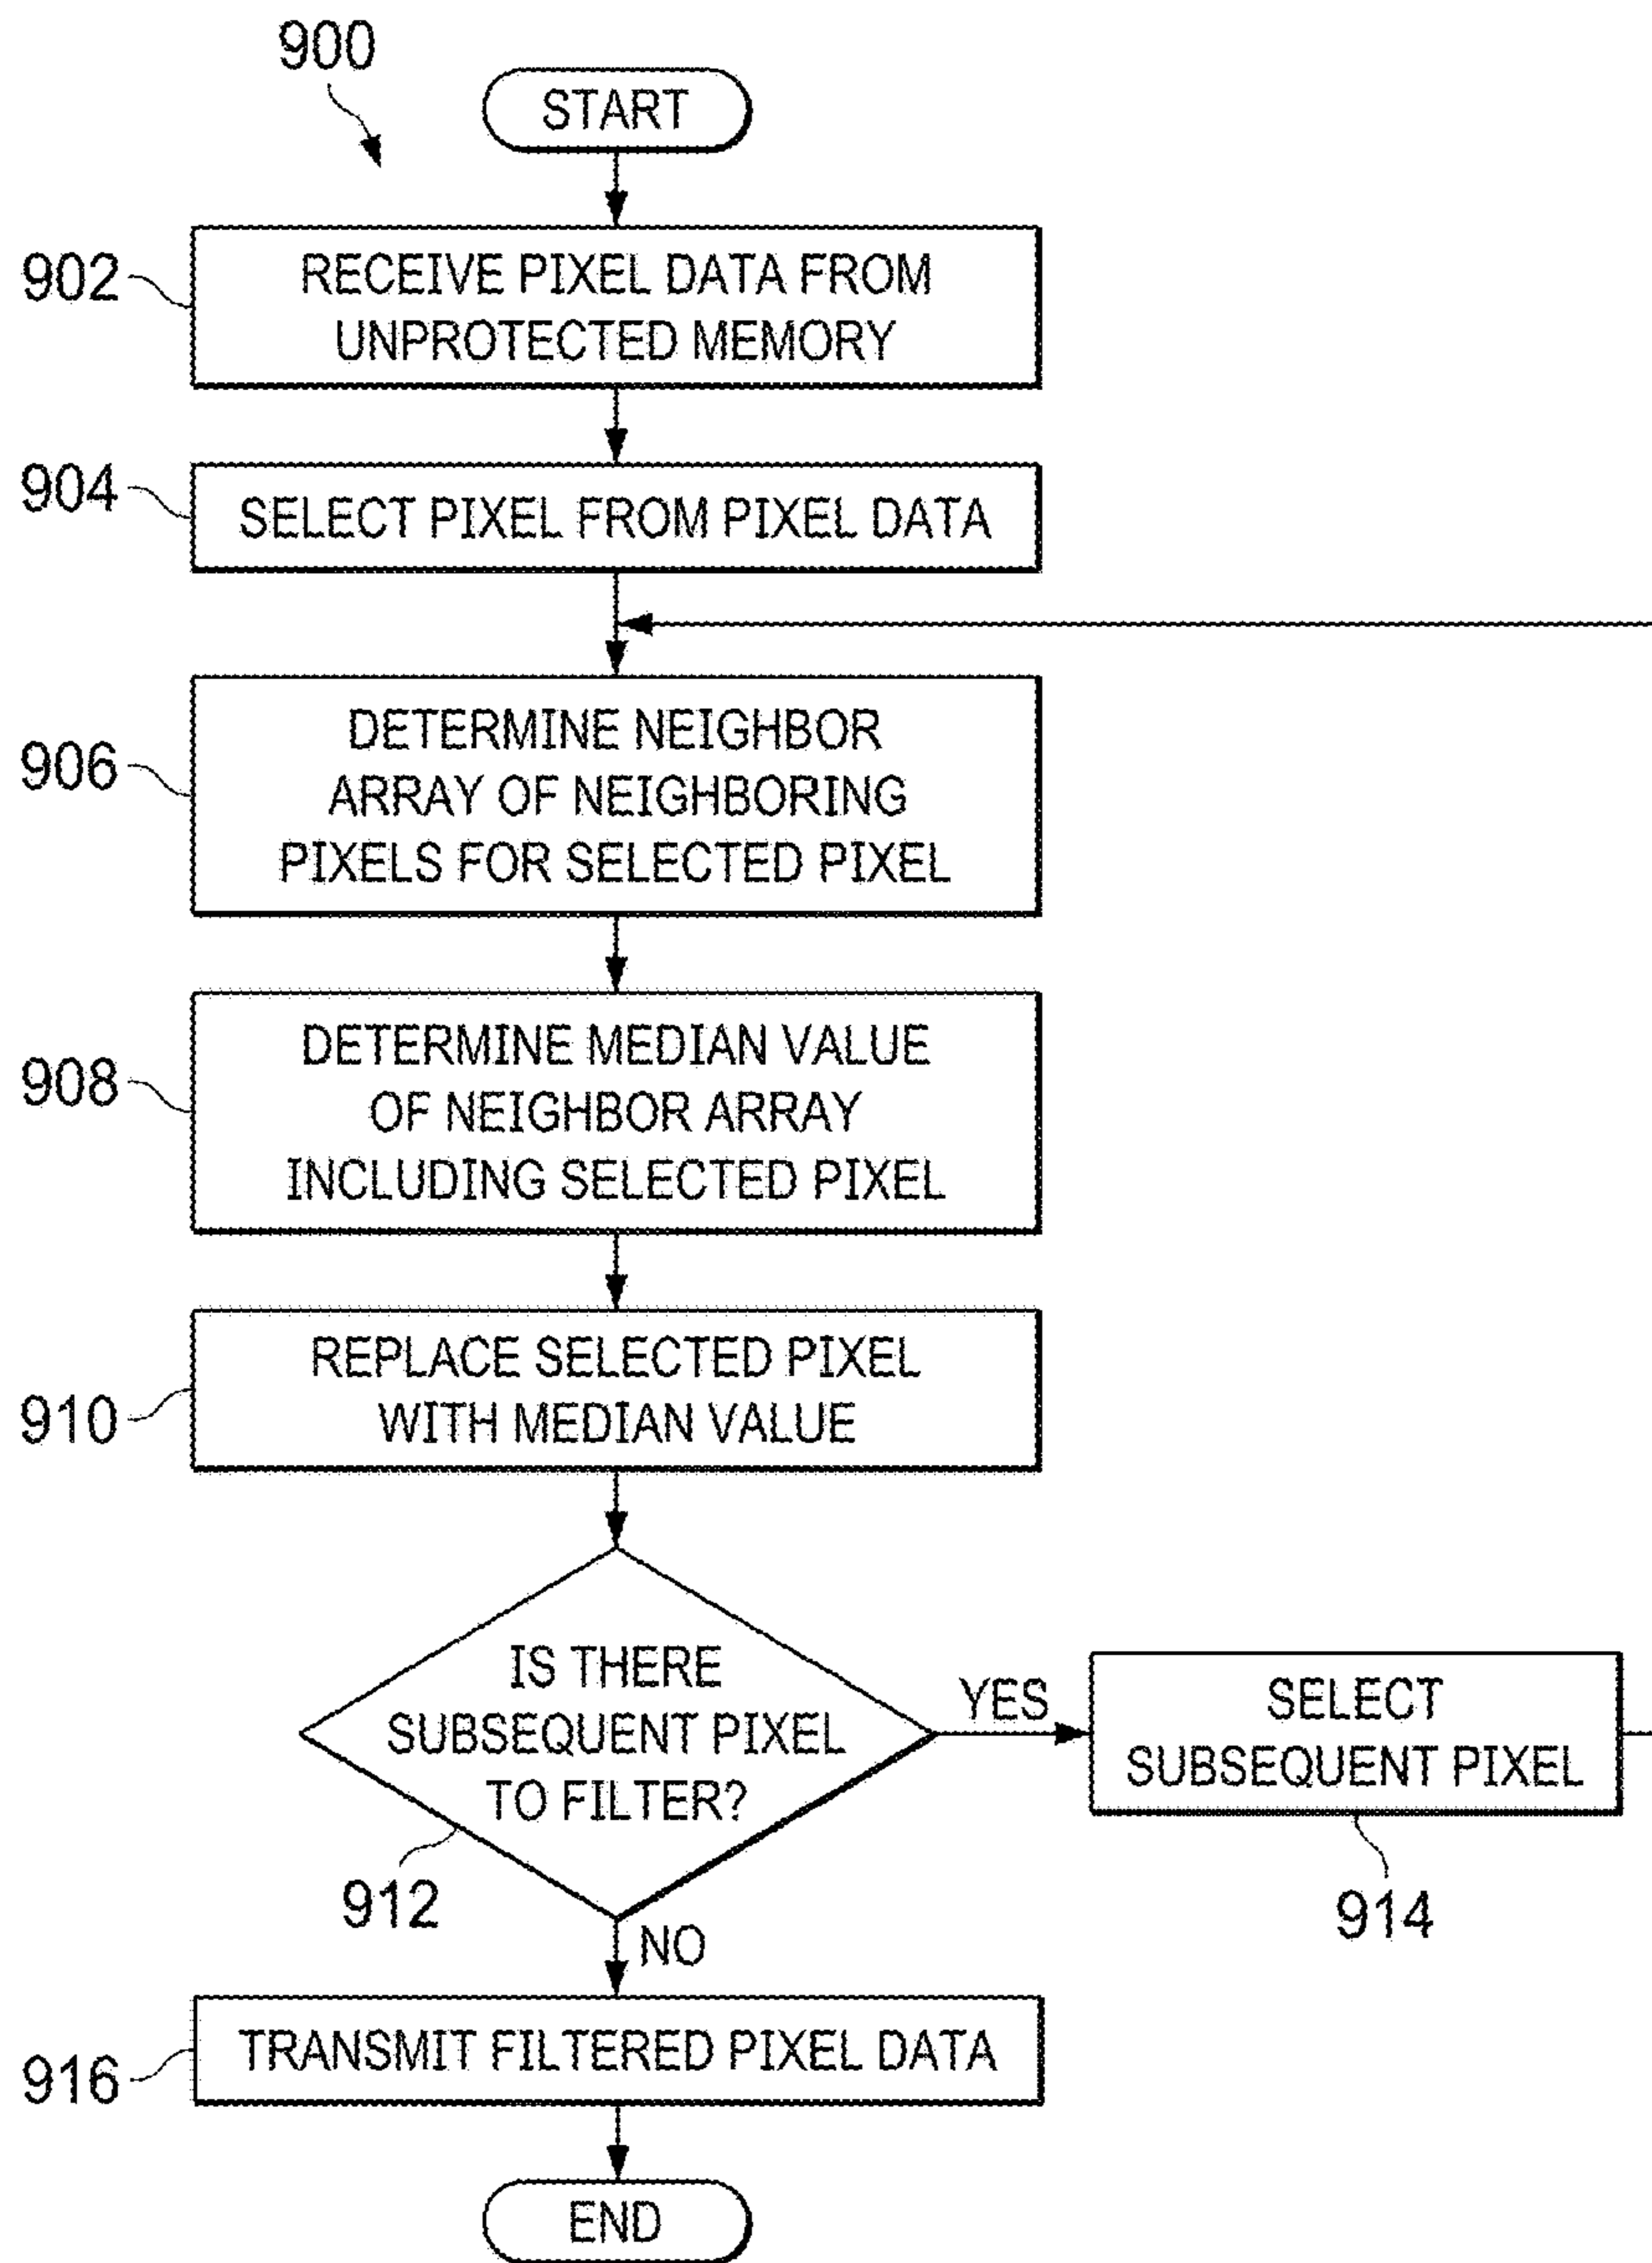 900
START
902
RECEIVE PIXEL DATA FROM
UNPROTECTED MEMORY
904
SELECT PIXEL FROM PIXEL DATA
906
DETERMINE NEIGHBOR
ARRAY OF NEIGHBORING
PIXELS FOR SELECTED PIXEL
908
DETERMINE MEDIAN VALUE
OF NEIGHBOR ARRAY
INCLUDING SELECTED PIXEL
910
REPLACE SELECTED PIXEL
WITH MEDIAN VALUE
IS THERE
SUBSEQUENT PIXEL
TO FILTER?
912
YES
SELECT
SUBSEQUENT PIXEL
914
NO
916
TRANSMIT FILTERED PIXEL DATA
END